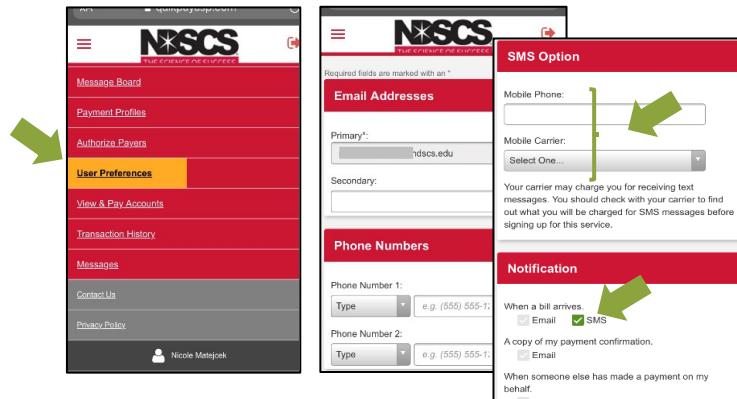 NDSCS
THE SCIENCE OF SUCCESS
Message Board
Payment Profiles
Authorize Payers
User Preferences
View & Pay Accounts
Transaction History
Messages
Contact Us
Privacy Policy
Nicole Matejcek
NDSCS
THE SCIENCE OF SUCCESS
Required fields are marked with an *
Email Addresses
Primary*:
ndscs.edu
Secondary:
Phone Numbers
Phone Number 1:
Type e.g. (555) 555-12
Phone Number 2:
Type e.g. (555) 555-12
SMS Option
Mobile Phone:
Mobile Carrier:
Select One...
Your carrier may charge you for receiving text
messages. You should check with your carrier to find
out what you will be charged for SMS messages before
signing up for this service.
Notification
When a bill arrives.
Email SMS
A copy of my payment confirmation.
Email
When someone else has made a payment on my
behalf.